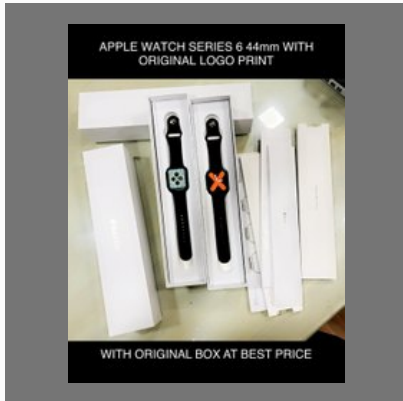 APPLE WATCH SERIES 6 44mm WITH
ORIGINAL LOGO PRINT
WITH ORIGINAL BOX AT BEST PRICE